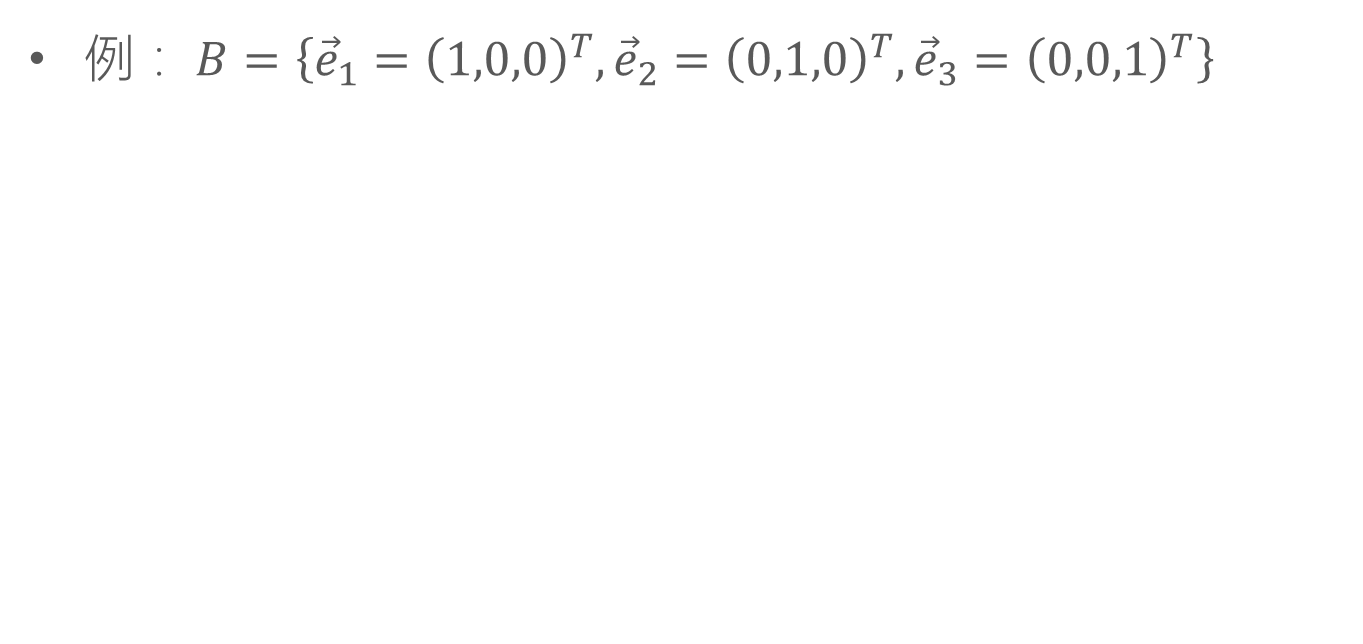 • 例： B = {e⃗₁ = (1,0,0)ᵀ, e⃗₂ = (0,1,0)ᵀ, e⃗₃ = (0,0,1)ᵀ}